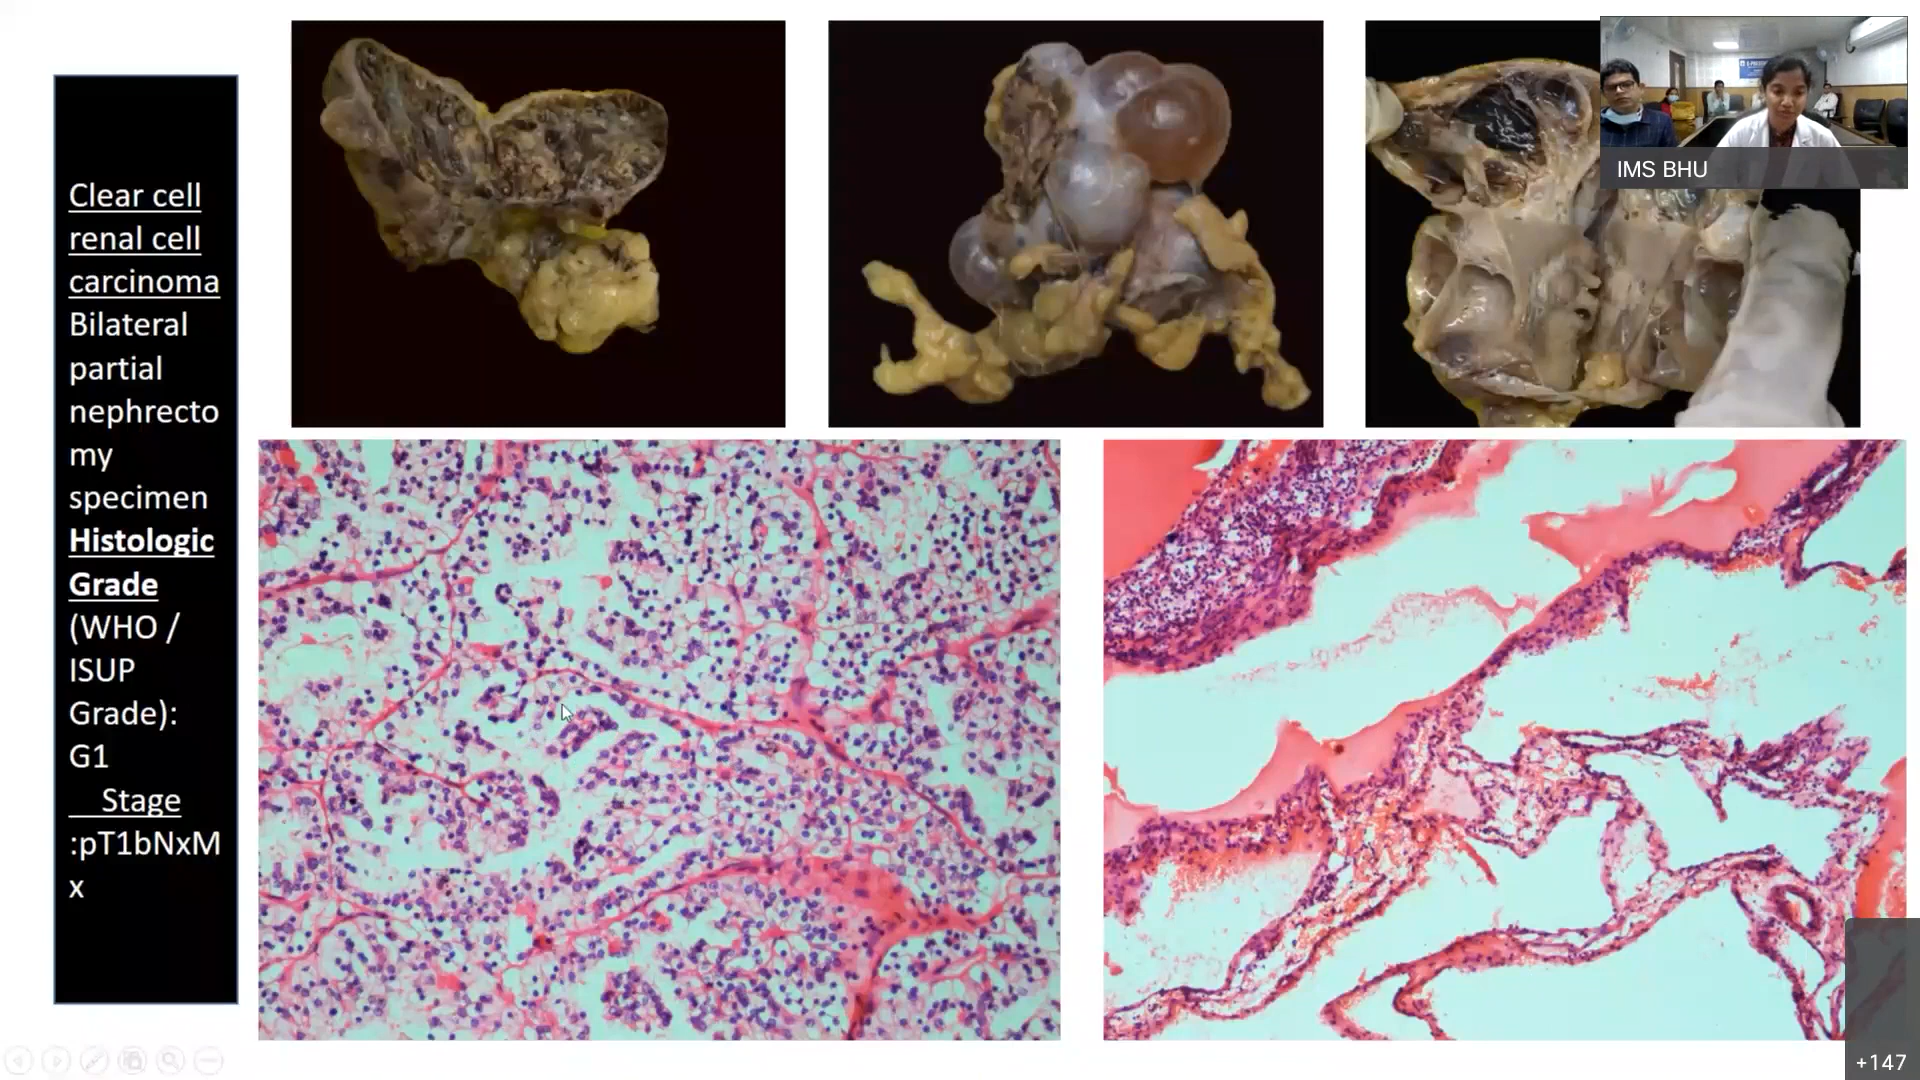 Clear cell
renal cell
carcinoma
Bilateral
partial
nephrecto
my
specimen
Histologic
Grade
(WHO /
ISUP
Grade):
G1
Stage
:pT1bNxM
x
IMS BHU
+147